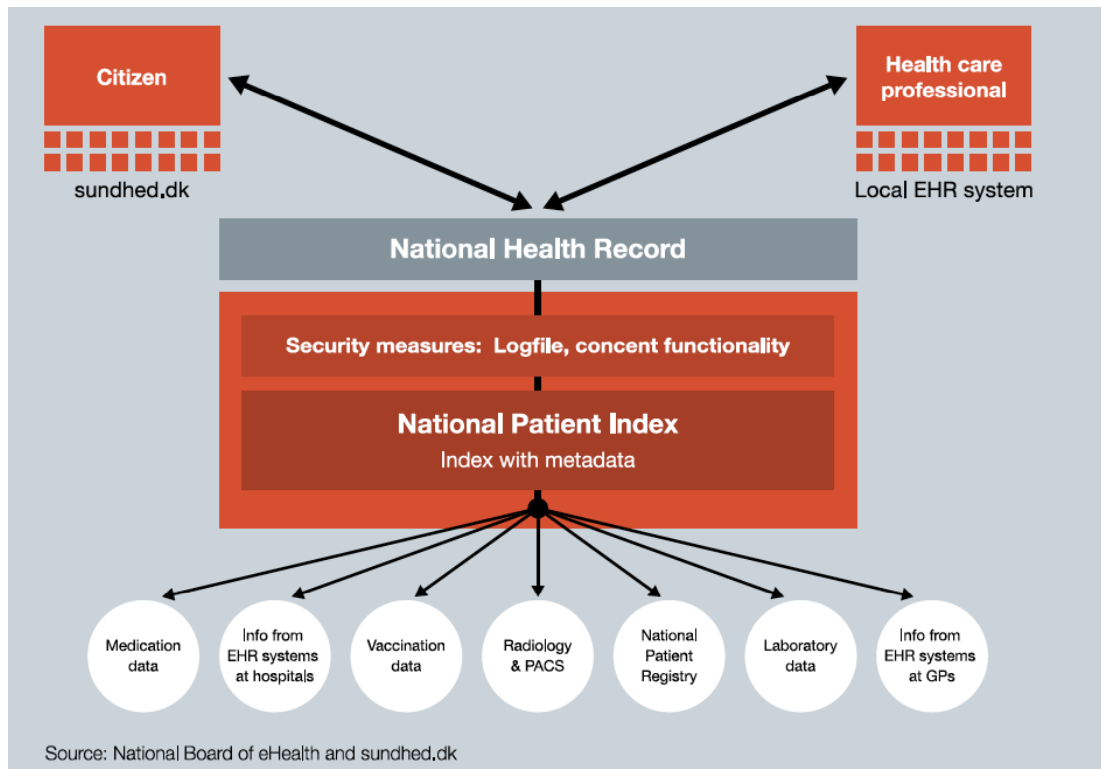 Citizen
sundhed.dk
Health care
professional
Local EHR system
National Health Record
Security measures: Logfile, concent functionality
National Patient Index
Index with metadata
Medication
data
Info from
EHR systems
at hospitals
Vaccination
data
Radiology
& PACS
National
Patient
Registry
Laboratory
data
Info from
EHR systems
at GPs
Source: National Board of eHealth and sundhed.dk